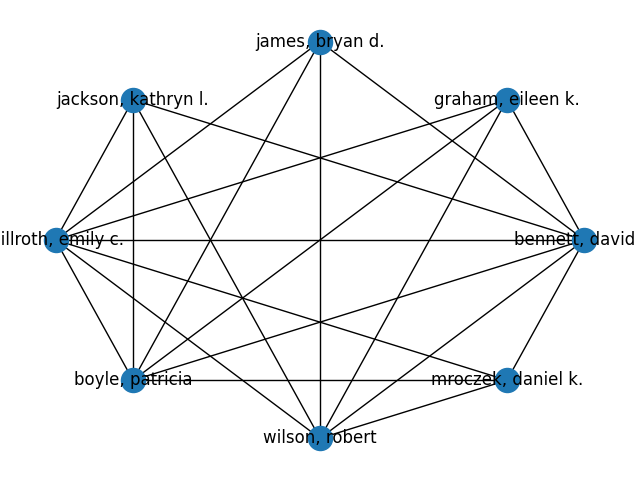 james, bryan d.
jackson, kathryn l.
graham, eileen k.
illroth, emily c.
bennett, david
boyle, patricia
mroczek, daniel k.
wilson, robert